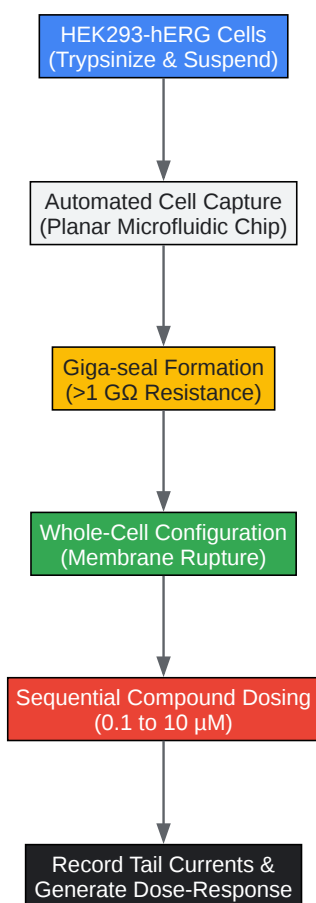 HEK293-hERG Cells
(Trypsinize & Suspend)
Automated Cell Capture
(Planar Microfluidic Chip)
Giga-seal Formation
(>1 GΩ Resistance)
Whole-Cell Configuration
(Membrane Rupture)
Sequential Compound Dosing
(0.1 to 10 µM)
Record Tail Currents &
Generate Dose-Response